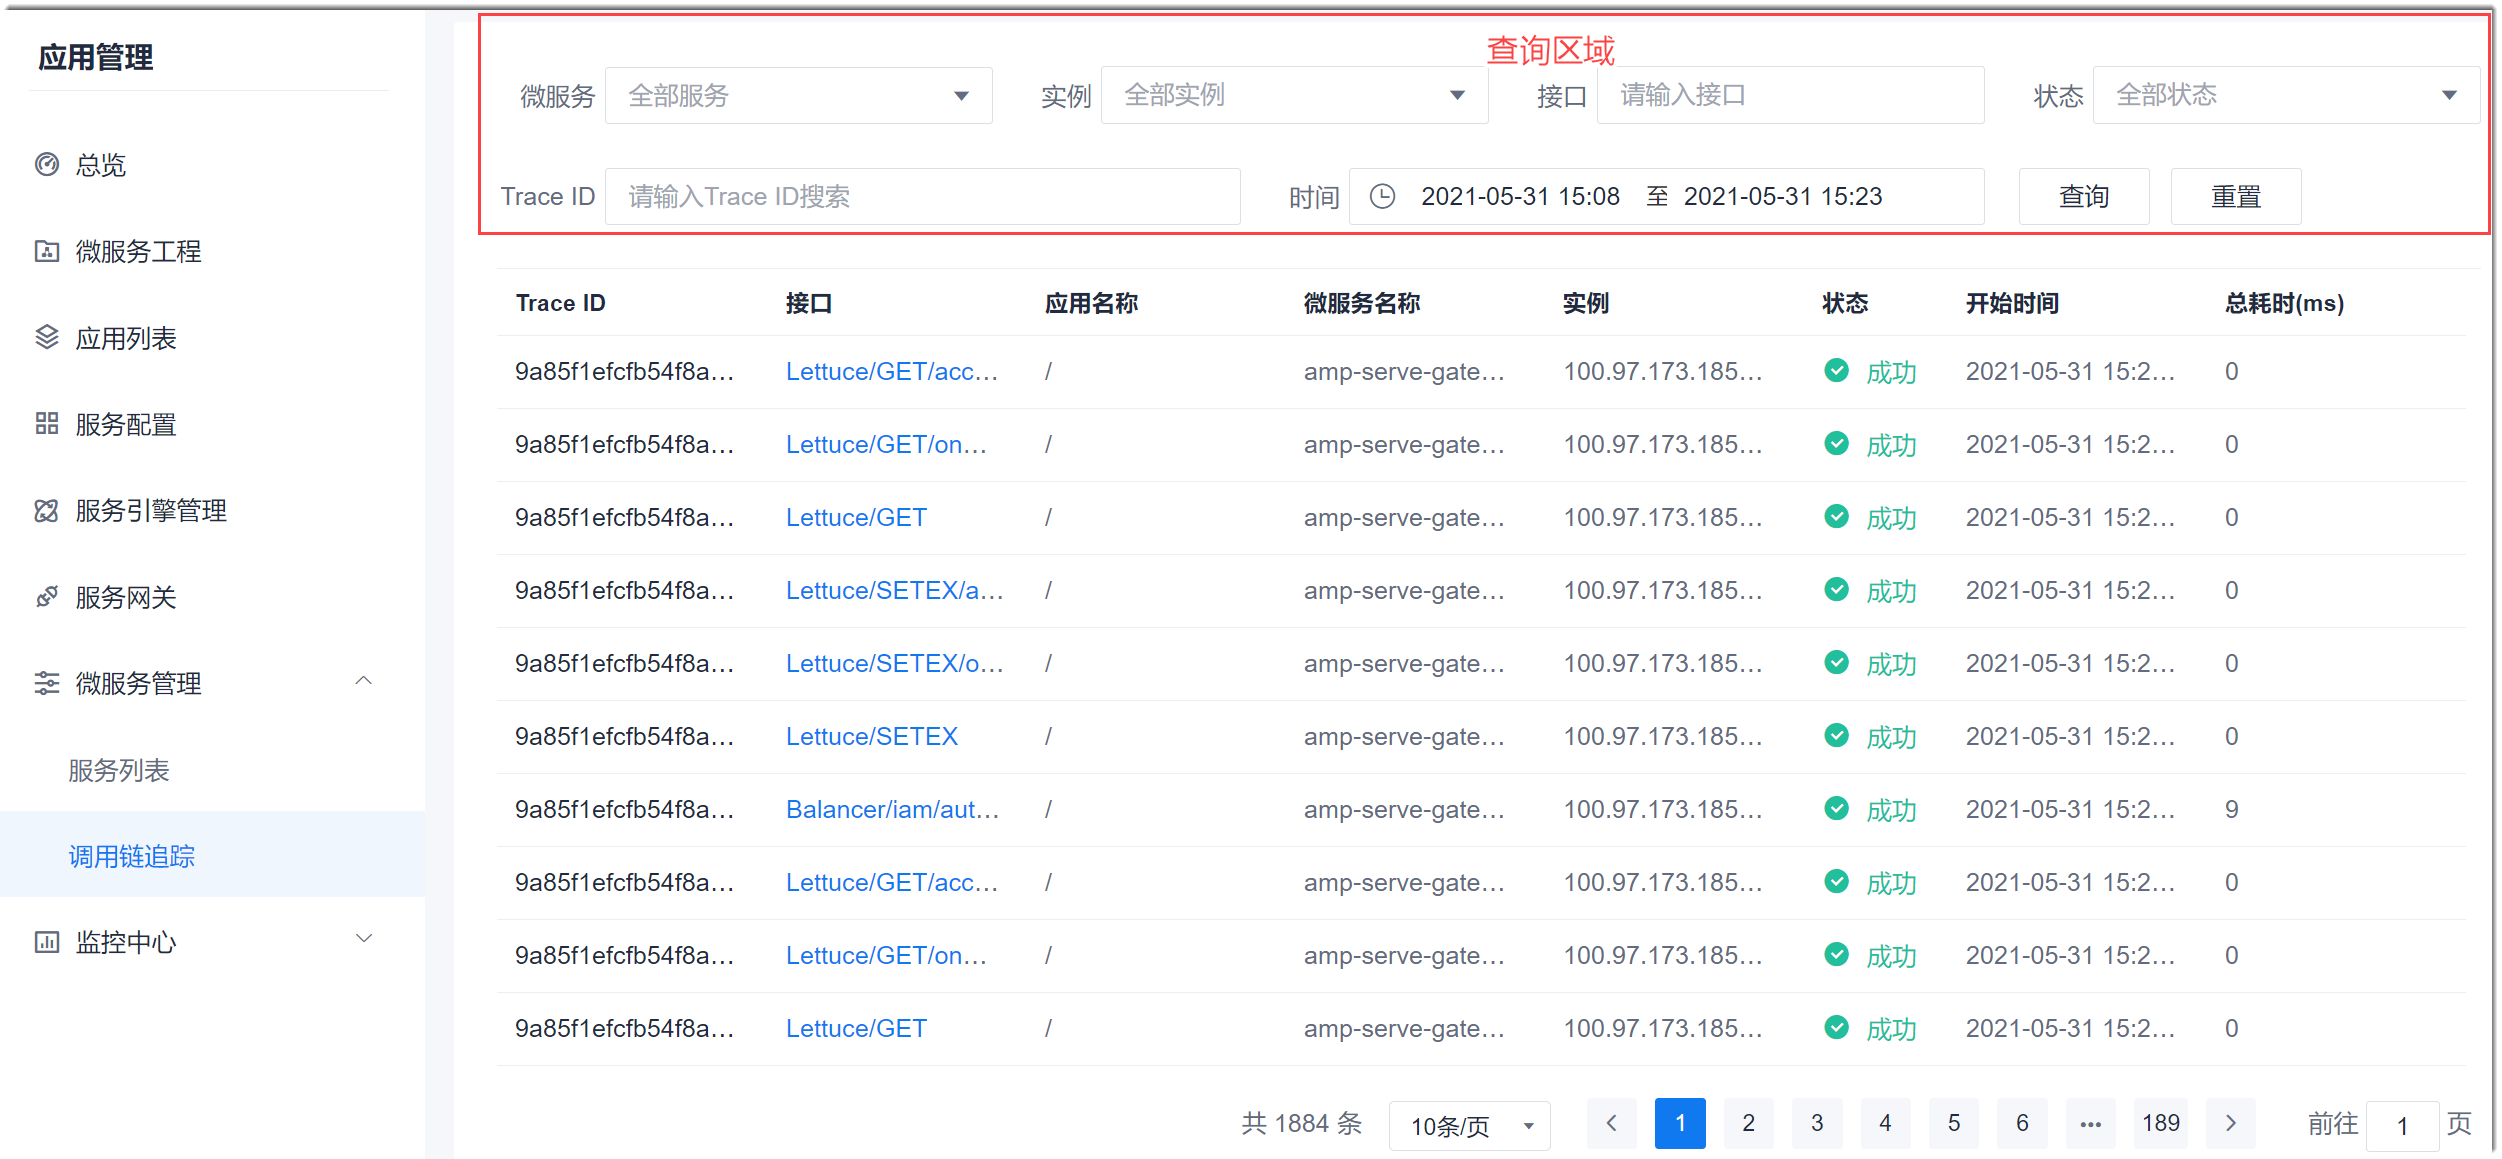 应用管理
总览
微服务工程
应用列表
服务配置
服务引擎管理
服务网关
微服务管理
服务列表
调用链追踪
监控中心
查询区域
微服务 全部服务 实例 全部实例 接口 请输入接口 状态 全部状态
Trace ID 请输入Trace ID搜索 时间 2021-05-31 15:08 至 2021-05-31 15:23 查询 重置
Trace ID 接口 应用名称 微服务名称 实例 状态 开始时间 总耗时(ms)
9a85f1efcfb54f8a... Lettuce/GET/acc... / amp-serve-gate... 100.97.173.185... 成功 2021-05-31 15:2... 0
9a85f1efcfb54f8a... Lettuce/GET/on... / amp-serve-gate... 100.97.173.185... 成功 2021-05-31 15:2... 0
9a85f1efcfb54f8a... Lettuce/GET / amp-serve-gate... 100.97.173.185... 成功 2021-05-31 15:2... 0
9a85f1efcfb54f8a... Lettuce/SETEX/a... / amp-serve-gate... 100.97.173.185... 成功 2021-05-31 15:2... 0
9a85f1efcfb54f8a... Lettuce/SETEX/o... / amp-serve-gate... 100.97.173.185... 成功 2021-05-31 15:2... 0
9a85f1efcfb54f8a... Lettuce/SETEX / amp-serve-gate... 100.97.173.185... 成功 2021-05-31 15:2... 0
9a85f1efcfb54f8a... Balancer/iam/aut... / amp-serve-gate... 100.97.173.185... 成功 2021-05-31 15:2... 9
9a85f1efcfb54f8a... Lettuce/GET/acc... / amp-serve-gate... 100.97.173.185... 成功 2021-05-31 15:2... 0
9a85f1efcfb54f8a... Lettuce/GET/on... / amp-serve-gate... 100.97.173.185... 成功 2021-05-31 15:2... 0
9a85f1efcfb54f8a... Lettuce/GET / amp-serve-gate... 100.97.173.185... 成功 2021-05-31 15:2... 0
共 1884 条 10条/页 1 2 3 4 5 6 ••• 189 前往 1 页